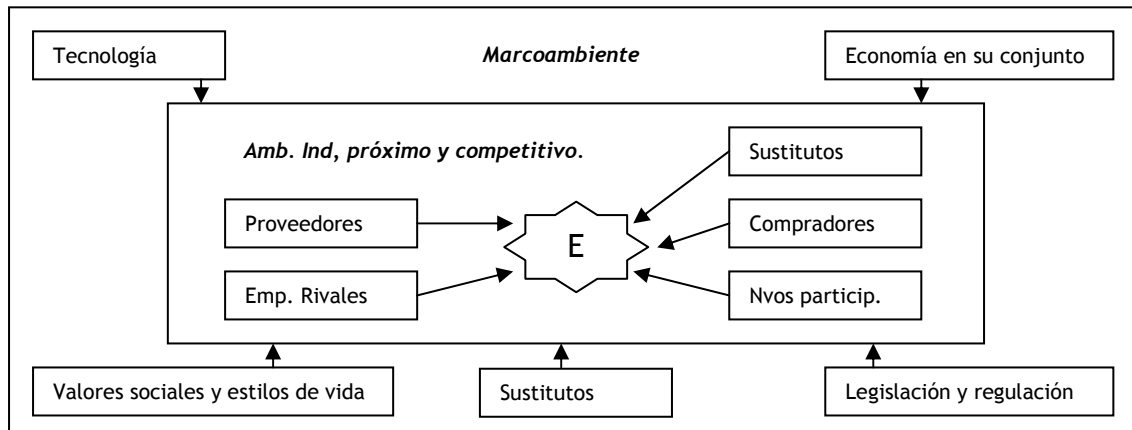 Tecnología
Marcoambiente
Economía en su conjunto
Amb. Ind, próximo y competitivo.
Sustitutos
Proveedores
E
Compradores
Emp. Rivales
Nvos particip.
Valores sociales y estilos de vida
Sustitutos
Legislación y regulación